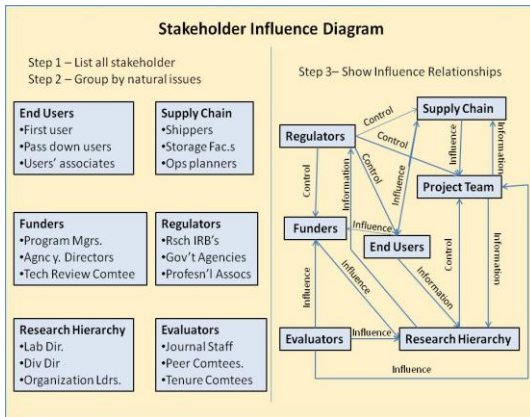 Stakeholder Influence Diagram
Step 1 – List all stakeholder
Step 2 – Group by natural issues
End Users
•First user
•Pass down users
•Users' associates
Supply Chain
•Shippers
•Storage Fac.s
•Ops planners
Funders
•Program Mgrs.
•Agnc y. Directors
•Tech Review Comtee
Regulators
•Rsch IRB's
•Gov't Agencies
•Profesn'l Assocs
Research Hierarchy
•Lab Dir.
•Div Dir
•Organization Ldrs.
Evaluators
•Journal Staff
•Peer Comtees.
•Tenure Comtees
Step 3– Show Influence Relationships
Supply Chain
Control
Regulators
Control
Influence
Information
Control
Information
Control
Influence
Project Team
Funders
Influence
End Users
Influence
Influence
Information
Control
Information
Evaluators
Influence
Research Hierarchy
Influence